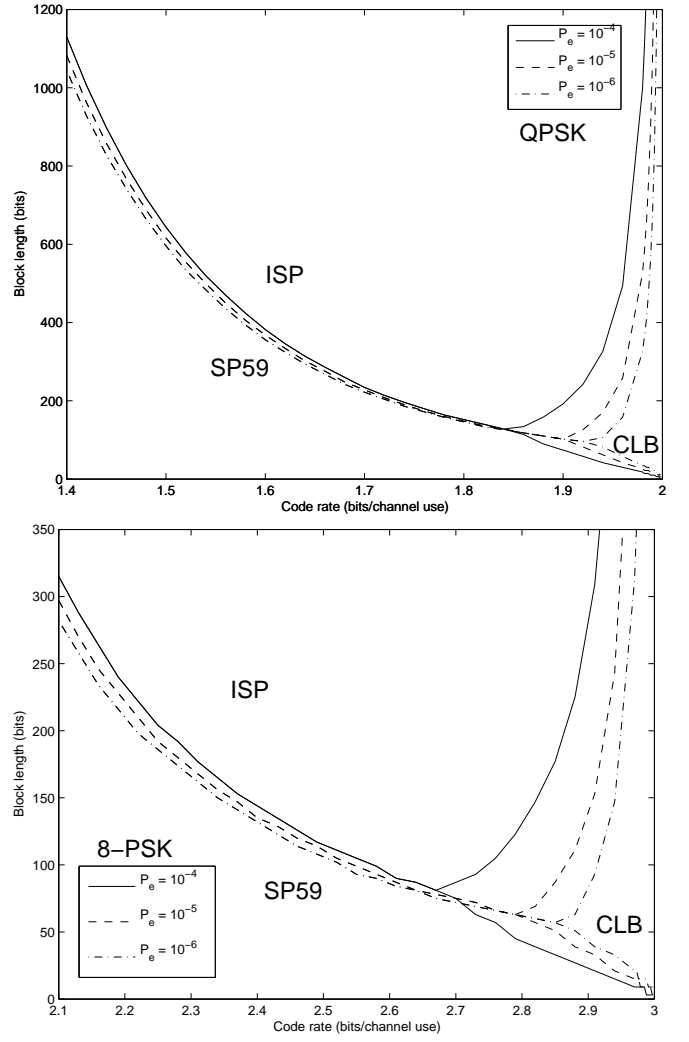 1200
1000
800
600
400
200
0
Block length (bits)
P_e = 10^-4
P_e = 10^-5
P_e = 10^-6
QPSK
ISP
SP59
CLB
1.4 1.5 1.6 1.7 1.8 1.9 2
Code rate (bits/channel use)
350
300
250
200
150
100
50
0
Block length (bits)
ISP
8−PSK
P_e = 10^-4
P_e = 10^-5
P_e = 10^-6
SP59
CLB
2.1 2.2 2.3 2.4 2.5 2.6 2.7 2.8 2.9 3
Code rate (bits/channel use)